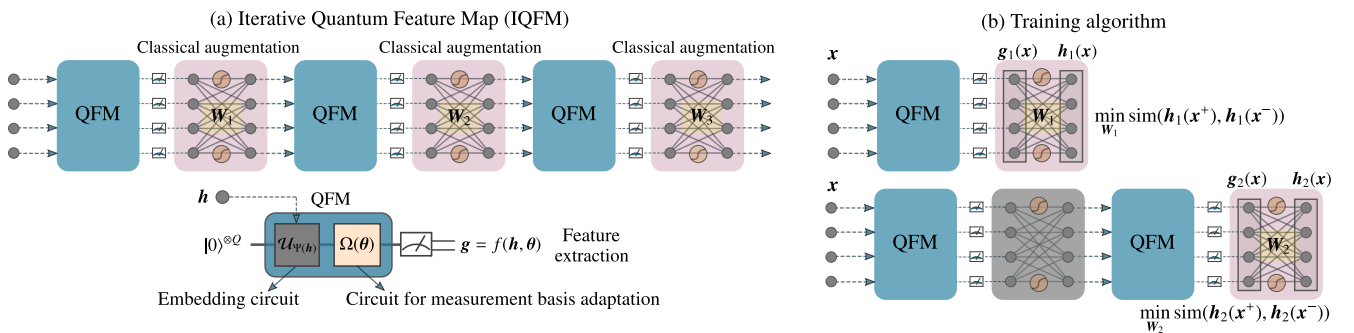 (a) Iterative Quantum Feature Map (IQFM)
Classical augmentation Classical augmentation Classical augmentation
QFM W₁ QFM W₂ QFM W₃
h QFM
|0⟩⊗Q 𝒰Ψ(h) Ω(θ) g = f(h, θ) Feature
extraction
Embedding circuit Circuit for measurement basis adaptation
(b) Training algorithm
x g₁(x) h₁(x)
QFM W₁ min sim(h₁(x⁺), h₁(x⁻))
W₁
x g₂(x) h₂(x)
QFM QFM W₂
min sim(h₂(x⁺), h₂(x⁻))
W₂